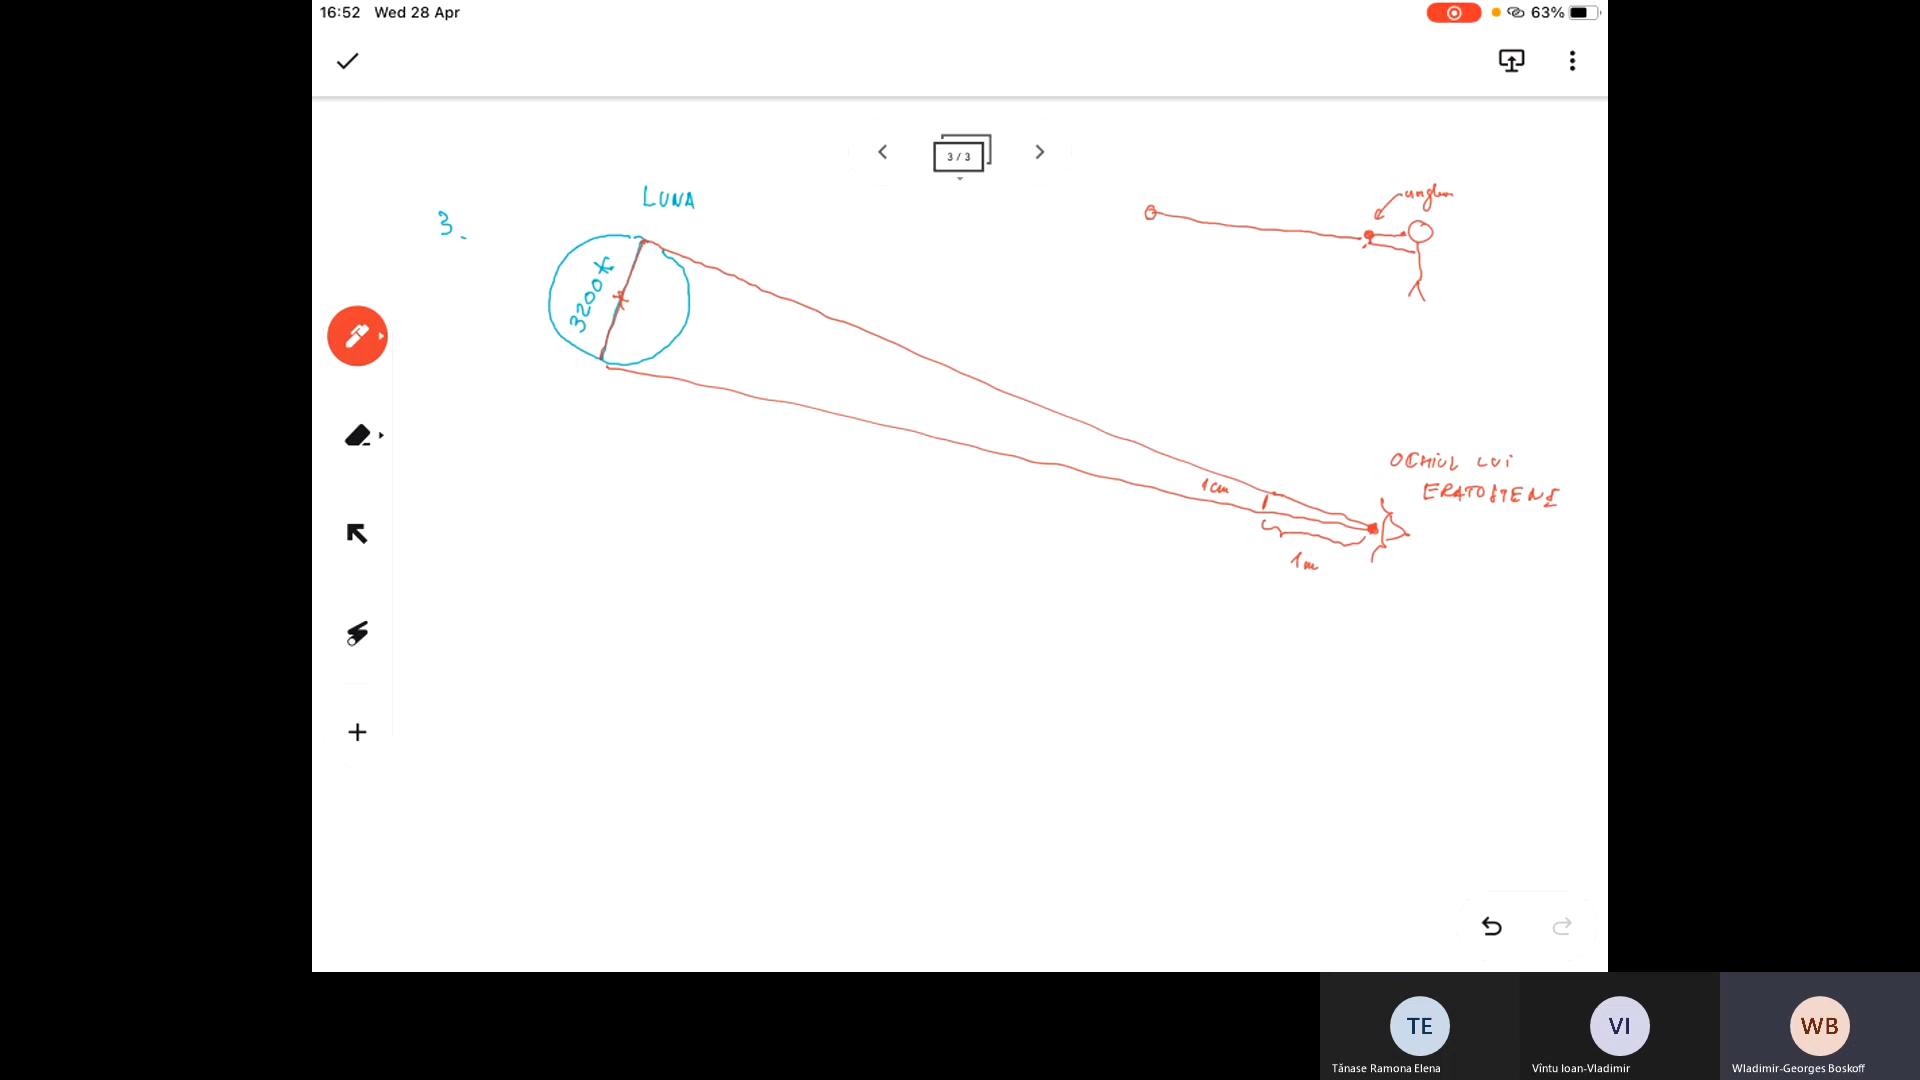 16:52 Wed 28 Apr
63%
3 / 3
LUNA
3.
3200 K
unghia
OCHIUL LUI
ERATOSTENE
1cm
1m
TE
VI
WB
Tănase Ramona Elena
Vîntu Ioan-Vladimir
Wladimir-Georges Boskoff